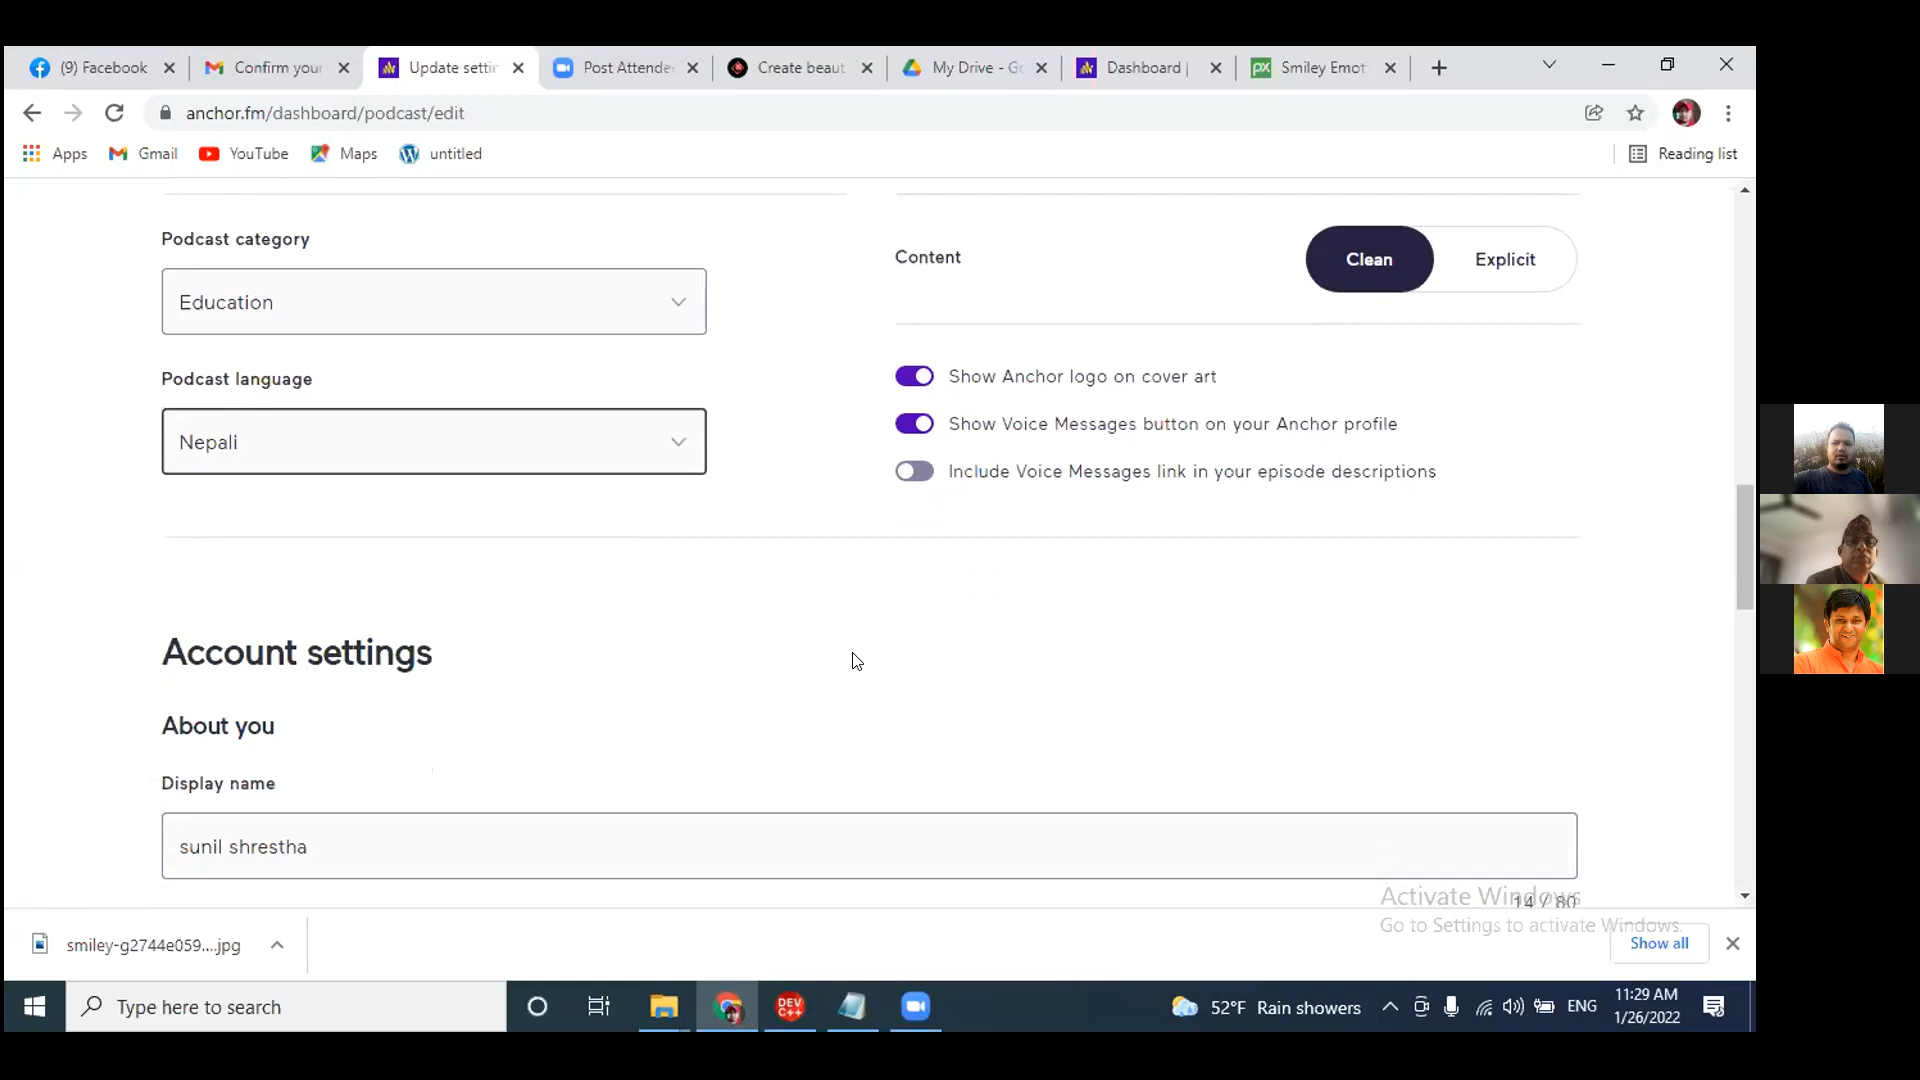 (9) Facebook
Confirm your
Update settin
Post Attende
Create beaut
My Drive - Go
Dashboard |
Smiley Emot
anchor.fm/dashboard/podcast/edit
Apps
Gmail
YouTube
Maps
untitled
Reading list
Podcast category
Education
Podcast language
Nepali
Content
Clean
Explicit
Show Anchor logo on cover art
Show Voice Messages button on your Anchor profile
Include Voice Messages link in your episode descriptions
Account settings
About you
Display name
sunil shrestha
14 / 80
Activate Windows
Go to Settings to activate Windows.
smiley-g2744e059....jpg
Show all
Type here to search
DEV
C++
52°F Rain showers
ENG
11:29 AM
1/26/2022